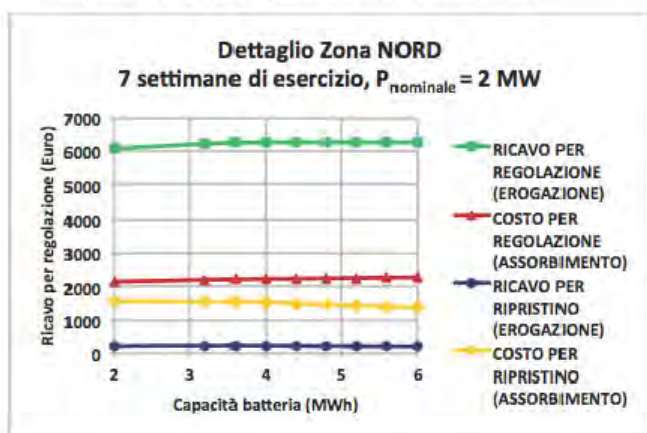 Dettaglio Zona NORD
7 settimane di esercizio, Pnominale = 2 MW
Ricavo per regolazione (Euro)
7000
6000
5000
4000
3000
2000
1000
0
2
3
4
5
6
Capacità batteria (MWh)
RICAVO PER
REGOLAZIONE
(EROGAZIONE)
COSTO PER
REGOLAZIONE
(ASSORBIMENTO)
RICAVO PER
RIPRISTINO
(EROGAZIONE)
COSTO PER
RIPRISTINO
(ASSORBIMENTO)